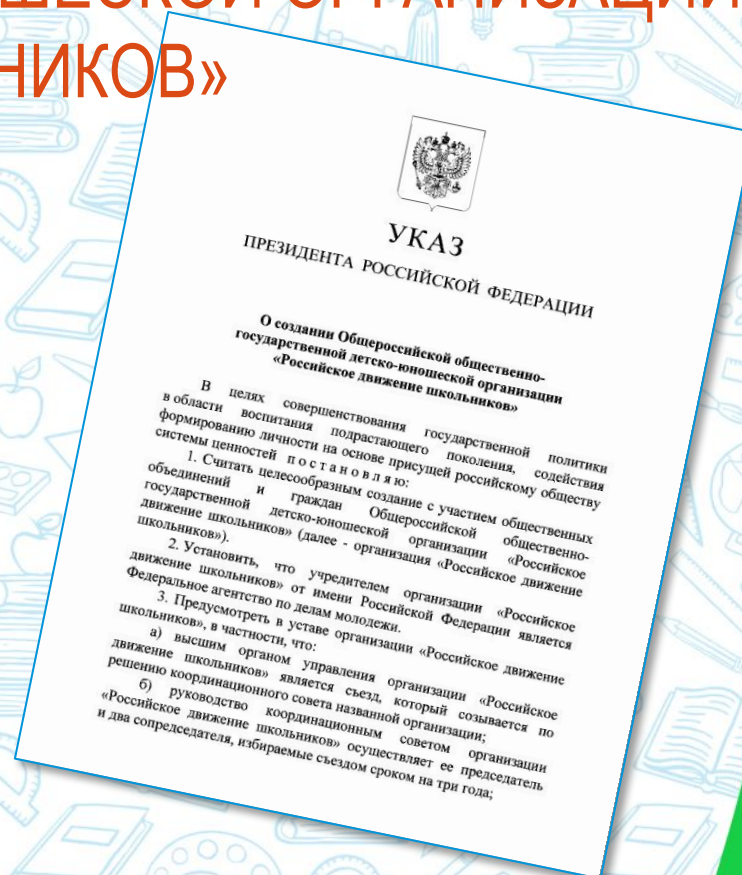 ШЕСКОЙ ОРГАНИЗАЦИИ
НИКОВ»
УКАЗ
ПРЕЗИДЕНТА РОССИЙСКОЙ ФЕДЕРАЦИИ
О создании Общероссийской общественно-
государственной детско-юношеской организации
«Российское движение школьников»
В целях совершенствования государственной политики
в области воспитания подрастающего поколения, содействия
формированию личности на основе присущей российскому обществу
системы ценностей п о с т а н о в л я ю:
1. Считать целесообразным создание с участием общественных
объединений и граждан Общероссийской общественно-
государственной детско-юношеской организации «Российское
движение школьников» (далее - организация «Российское движение
школьников»).
2. Установить, что учредителем организации «Российское
движение школьников» от имени Российской Федерации является
Федеральное агентство по делам молодежи.
3. Предусмотреть в уставе организации «Российское движение
школьников», в частности, что:
а) высшим органом управления организации «Российское
движение школьников» является съезд, который созывается по
решению координационного совета названной организации;
б) руководство координационным советом организации
«Российское движение школьников» осуществляет ее председатель
и два сопредседателя, избираемые съездом сроком на три года;